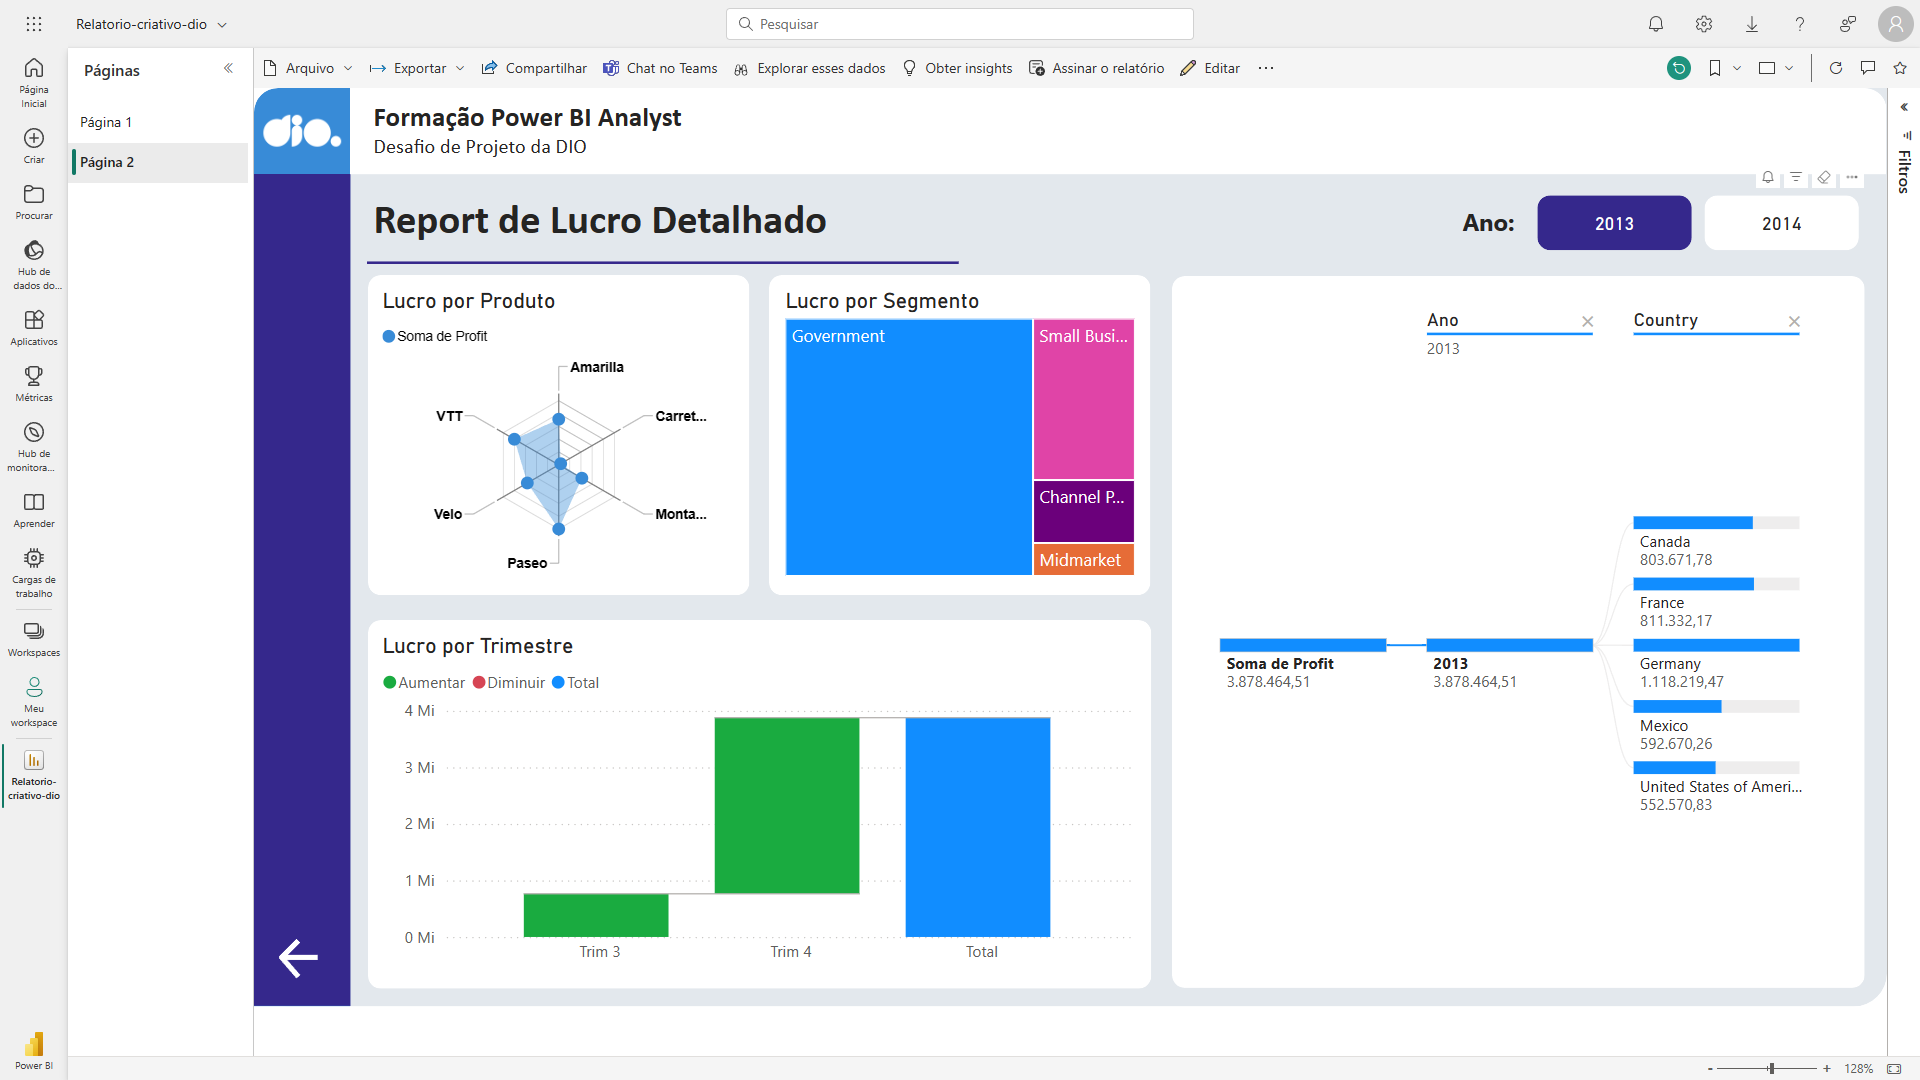 Relatorio-criativo-dio
Pesquisar
Página
Inicial
Criar
Procurar
Hub de
dados do...
Aplicativos
Métricas
Hub de
monitora...
Aprender
Cargas de
trabalho
Workspaces
Meu
workspace
Relatorio-
criativo-dio
Power BI
Páginas
Página 1
Página 2
Arquivo
Exportar
Compartilhar
Chat no Teams
Explorar esses dados
Obter insights
Assinar o relatório
Editar
dio.
Formação Power BI Analyst
Desafio de Projeto da DIO
Report de Lucro Detalhado
Ano:
2013
2014
Filtros
Lucro por Produto
Soma de Profit
Amarilla
VTT
Carret...
Velo
Monta...
Paseo
Lucro por Segmento
Government
Small Busi...
Channel P...
Midmarket
Lucro por Trimestre
Aumentar
Diminuir
Total
4 Mi
3 Mi
2 Mi
1 Mi
0 Mi
Trim 3
Trim 4
Total
Ano
2013
Country
Soma de Profit
3.878.464,51
2013
3.878.464,51
Canada
803.671,78
France
811.332,17
Germany
1.118.219,47
Mexico
592.670,26
United States of Ameri...
552.570,83
- + 128%